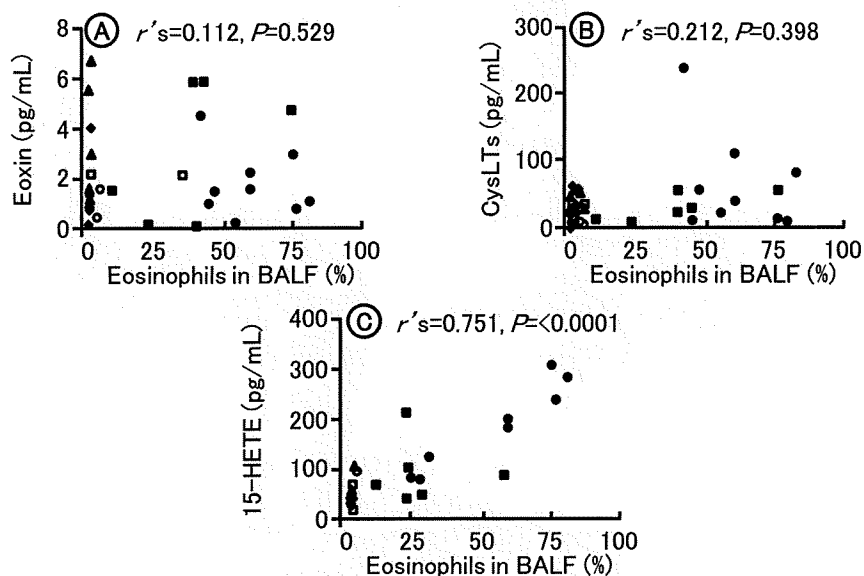 A r's=0.112, P=0.529
Eoxin (pg/mL)
8
6
4
2
0
0 25 50 75 100
Eosinophils in BALF (%)
B r's=0.212, P=0.398
CysLTs (pg/mL)
300
200
100
50
0
0 25 50 75 100
Eosinophils in BALF (%)
C r's=0.751, P=<0.0001
15-HETE (pg/mL)
400
300
200
100
0
0 25 50 75 100
Eosinophils in BALF (%)